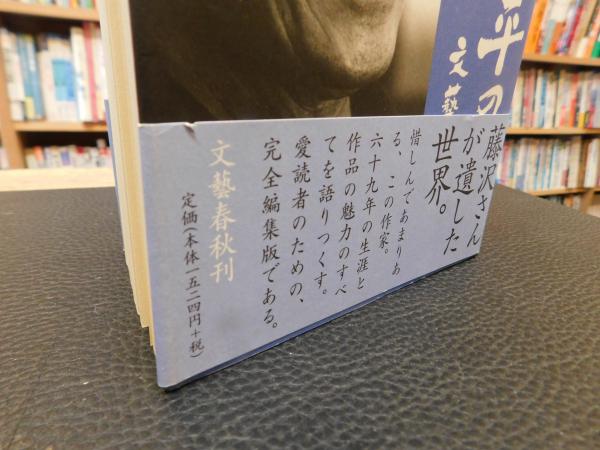 平の
文藝
藤沢さん
が遺した
世界。
惜しんであまりあ
る、この作家。
六十九年の生涯と
作品の魅力のすべ
てを語りつくす。
愛読者のための、
完全編集版である。
文藝春秋刊
定価(本体一五二四円+税)